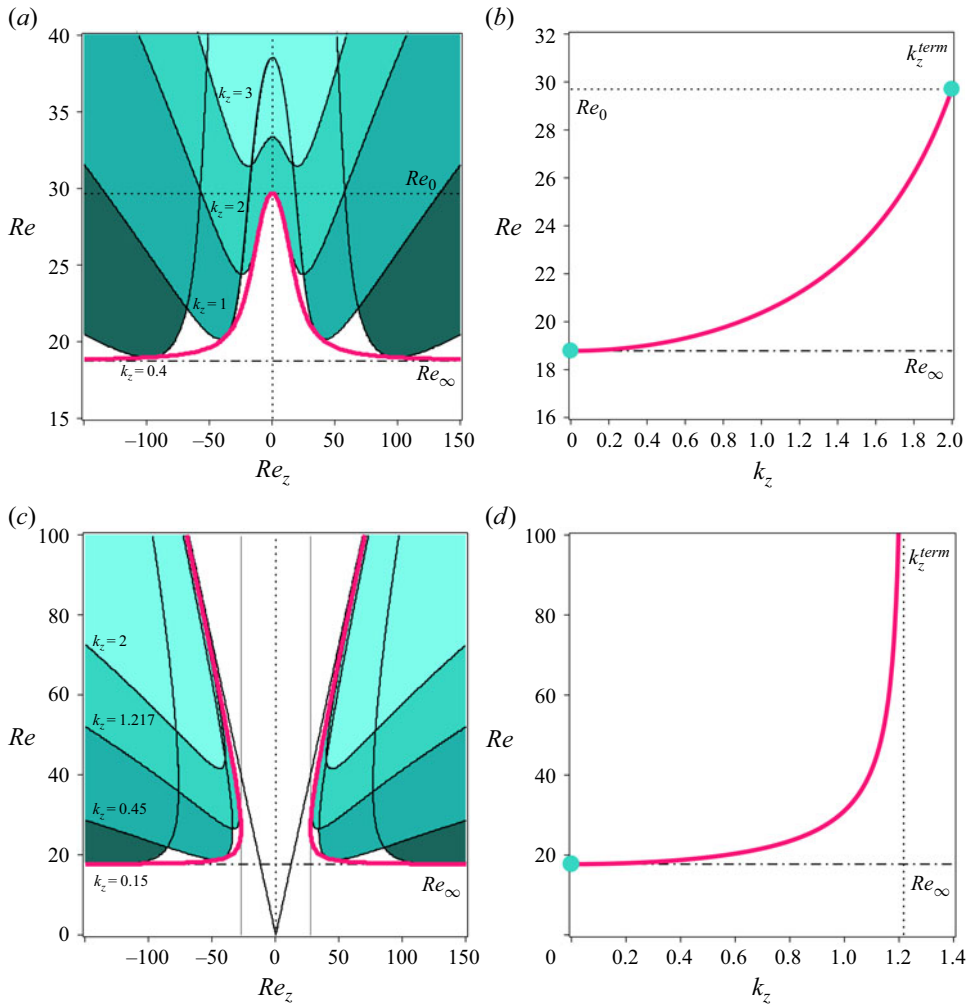 (a)
40
35
30
Re
25
20
15
k_z = 3
Re_0
k_z = 2
k_z = 1
k_z = 0.4
Re_∞
–100
–50
0
50
100
150
Re_z
(b)
32
30
28
26
24
Re
22
20
18
16
k_z^{term}
Re_0
Re_∞
0
0.2
0.4
0.6
0.8
1.0
1.2
1.4
1.6
1.8
2.0
k_z
(c)
100
80
60
Re
40
20
0
k_z = 2
k_z = 1.217
k_z = 0.45
k_z = 0.15
Re_∞
–100
–50
0
50
100
150
Re_z
(d)
100
80
60
Re
40
20
k_z^{term}
Re_∞
0
0.2
0.4
0.6
0.8
1.0
1.2
1.4
k_z